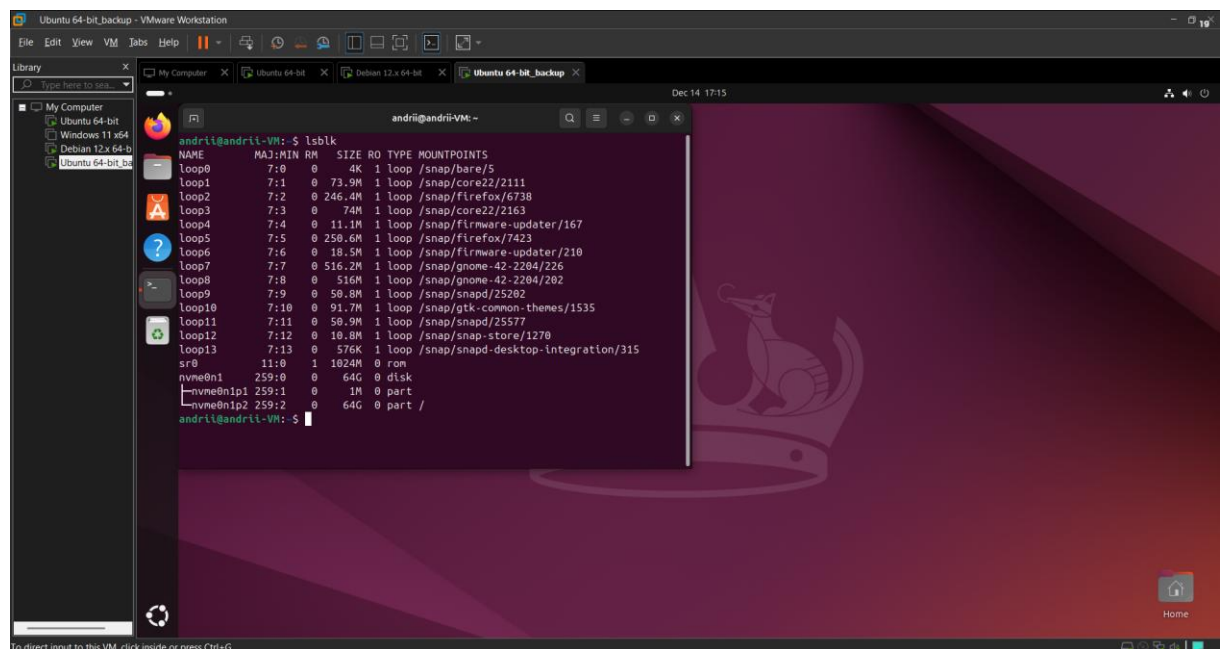 Ubuntu 64-bit_backup - VMware Workstation
19
File Edit View VM Tabs Help
Library
Type here to sea...
My Computer
Ubuntu 64-bit
Windows 11 x64
Debian 12.x 64-b
Ubuntu 64-bit_ba
My Computer Ubuntu 64-bit Debian 12.x 64-bit Ubuntu 64-bit_backup
Dec 14 17:15
andrii@andrii-VM: ~
andrii@andrii-VM:~$ lsblk
NAME MAJ:MIN RM SIZE RO TYPE MOUNTPOINTS
loop0 7:0 0 4K 1 loop /snap/bare/5
loop1 7:1 0 73.9M 1 loop /snap/core22/2111
loop2 7:2 0 246.4M 1 loop /snap/firefox/6738
loop3 7:3 0 74M 1 loop /snap/core22/2163
loop4 7:4 0 11.1M 1 loop /snap/firmware-updater/167
loop5 7:5 0 250.6M 1 loop /snap/firefox/7423
loop6 7:6 0 18.5M 1 loop /snap/firmware-updater/210
loop7 7:7 0 516.2M 1 loop /snap/gnome-42-2204/226
loop8 7:8 0 516M 1 loop /snap/gnome-42-2204/202
loop9 7:9 0 50.8M 1 loop /snap/snapd/25202
loop10 7:10 0 91.7M 1 loop /snap/gtk-common-themes/1535
loop11 7:11 0 50.9M 1 loop /snap/snapd/25577
loop12 7:12 0 10.8M 1 loop /snap/snap-store/1270
loop13 7:13 0 576K 1 loop /snap/snapd-desktop-integration/315
sr0 11:0 1 1024M 0 rom
nvme0n1 259:0 0 64G 0 disk
├─nvme0n1p1 259:1 0 1M 0 part
└─nvme0n1p2 259:2 0 64G 0 part /
andrii@andrii-VM:~$
Home
To direct input to this VM, click inside or press Ctrl+G.